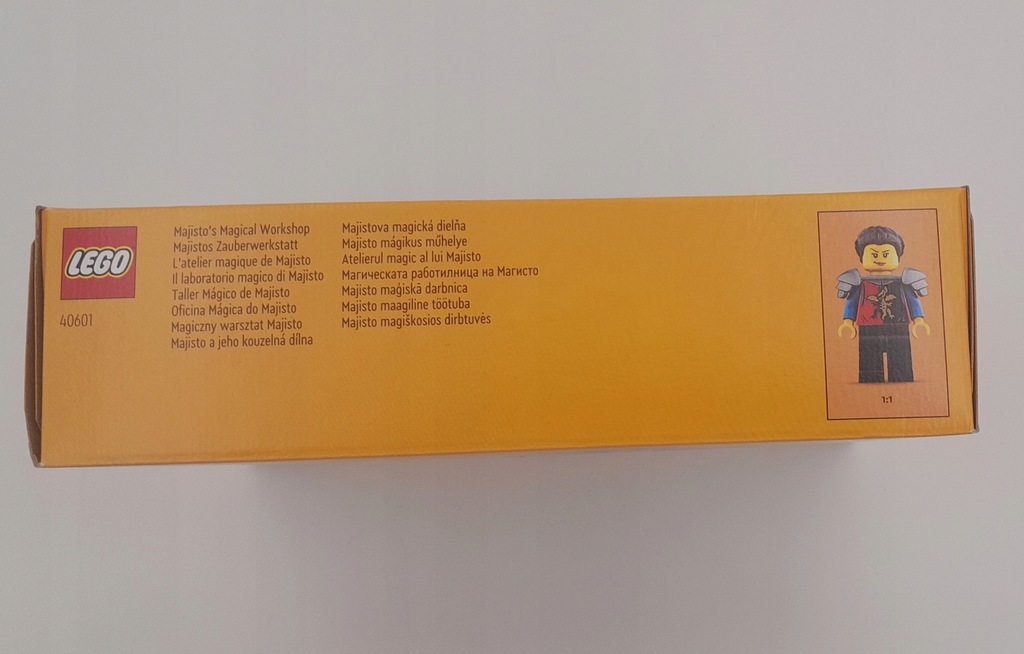 LEGO
40601
Majisto's Magical Workshop
Majistos Zauberwerkstatt
L'atelier magique de Majisto
Il laboratorio magico di Majisto
Taller Mágico de Majisto
Oficina Mágica do Majisto
Magiczny warsztat Majisto
Majisto a jeho kouzelná dílna
Majistova magická dielňa
Majisto mágikus műhelye
Atelierul magic al lui Majisto
Магическата работилница на Магисто
Majisto maģiskā darbnica
Majisto maagiline töötuba
Majisto magiškosios dirbtuvės
1:1